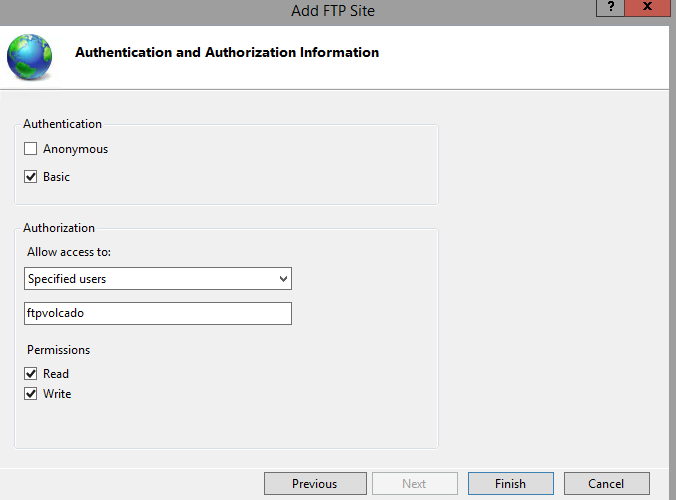 Add FTP Site
? x
Authentication and Authorization Information
Authentication
Anonymous
Basic
Authorization
Allow access to:
Specified users
ftpvolcado
Permissions
Read
Write
Previous Next Finish Cancel